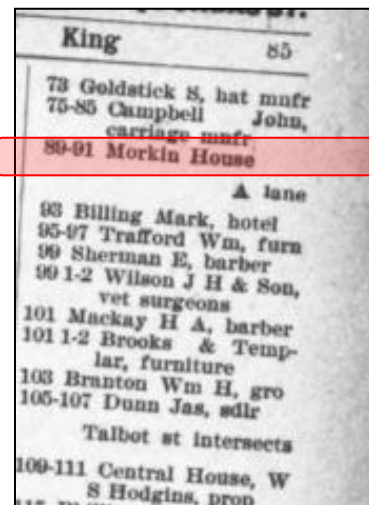 King 85
73 Goldstick S, hat mnfr
75-85 Campbell John,
carriage mnfr
89-91 Morkin House
A lane
93 Billing Mark, hotel
95-97 Trafford Wm, furn
99 Sherman E, barber
99 1-2 Wilson J H & Son,
vet surgeons
101 Mackay H A, barber
101 1-2 Brooks & Temp-
lar, furniture
103 Branton Wm H, gro
105-107 Dunn Jas, sdlr
Talbot st intersects
109-111 Central House, W
S Hodgins, prop